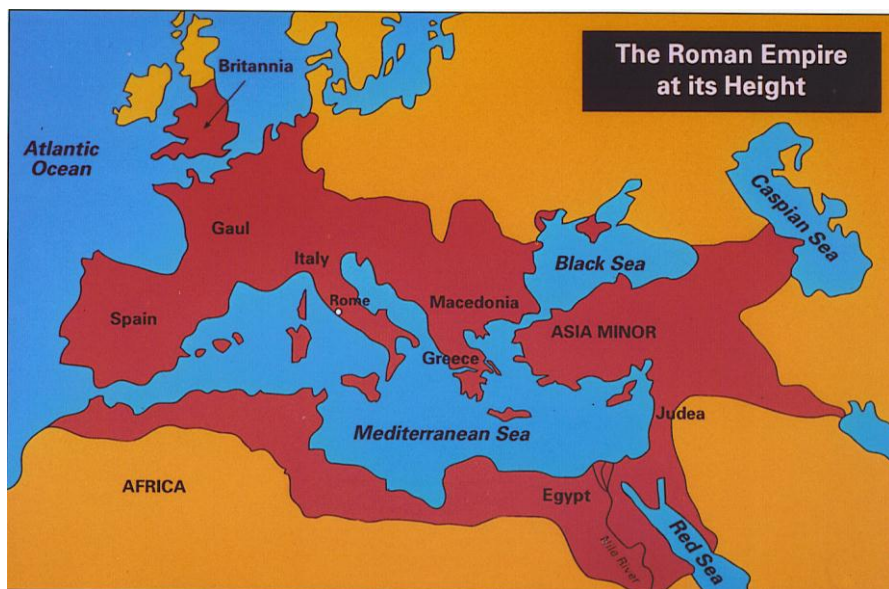 The Roman Empire
at its Height
Britannia
Atlantic
Ocean
Caspian Sea
Gaul
Italy
Black Sea
Rome
Macedonia
Spain
ASIA MINOR
Greece
Judea
Mediterranean Sea
AFRICA
Egypt
Nile River
Red Sea